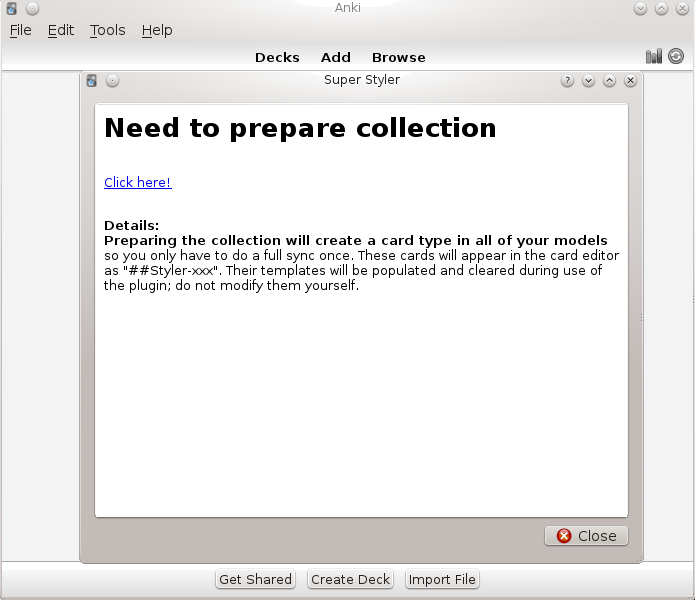 Anki
File Edit Tools Help
Decks Add Browse
Super Styler
Need to prepare collection
Click here!
Details:
Preparing the collection will create a card type in all of your models
so you only have to do a full sync once. These cards will appear in the card editor
as "##Styler-xxx". Their templates will be populated and cleared during use of
the plugin; do not modify them yourself.
Close
Get Shared Create Deck Import File